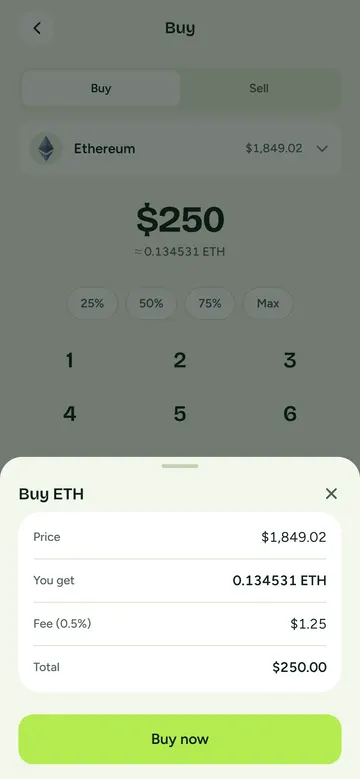 Buy
Buy Sell
Ethereum $1,849.02
$250
≈ 0.134531 ETH
25% 50% 75% Max
1 2 3
4 5 6
Buy ETH
Price $1,849.02
You get 0.134531 ETH
Fee (0.5%) $1.25
Total $250.00
Buy now